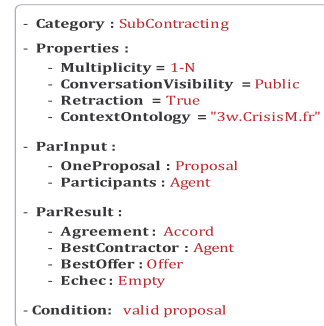 - Category : SubContracting
- Properties :
- Multiplicity = 1-N
- ConversationVisibility = Public
- Retraction = True
- ContextOntology = "3w.CrisisM.fr"
- ParInput :
- OneProposal : Proposal
- Participants : Agent
- ParResult :
- Agreement : Accord
- BestContractor : Agent
- BestOffer : Offer
- Echec : Empty
- Condition: valid proposal